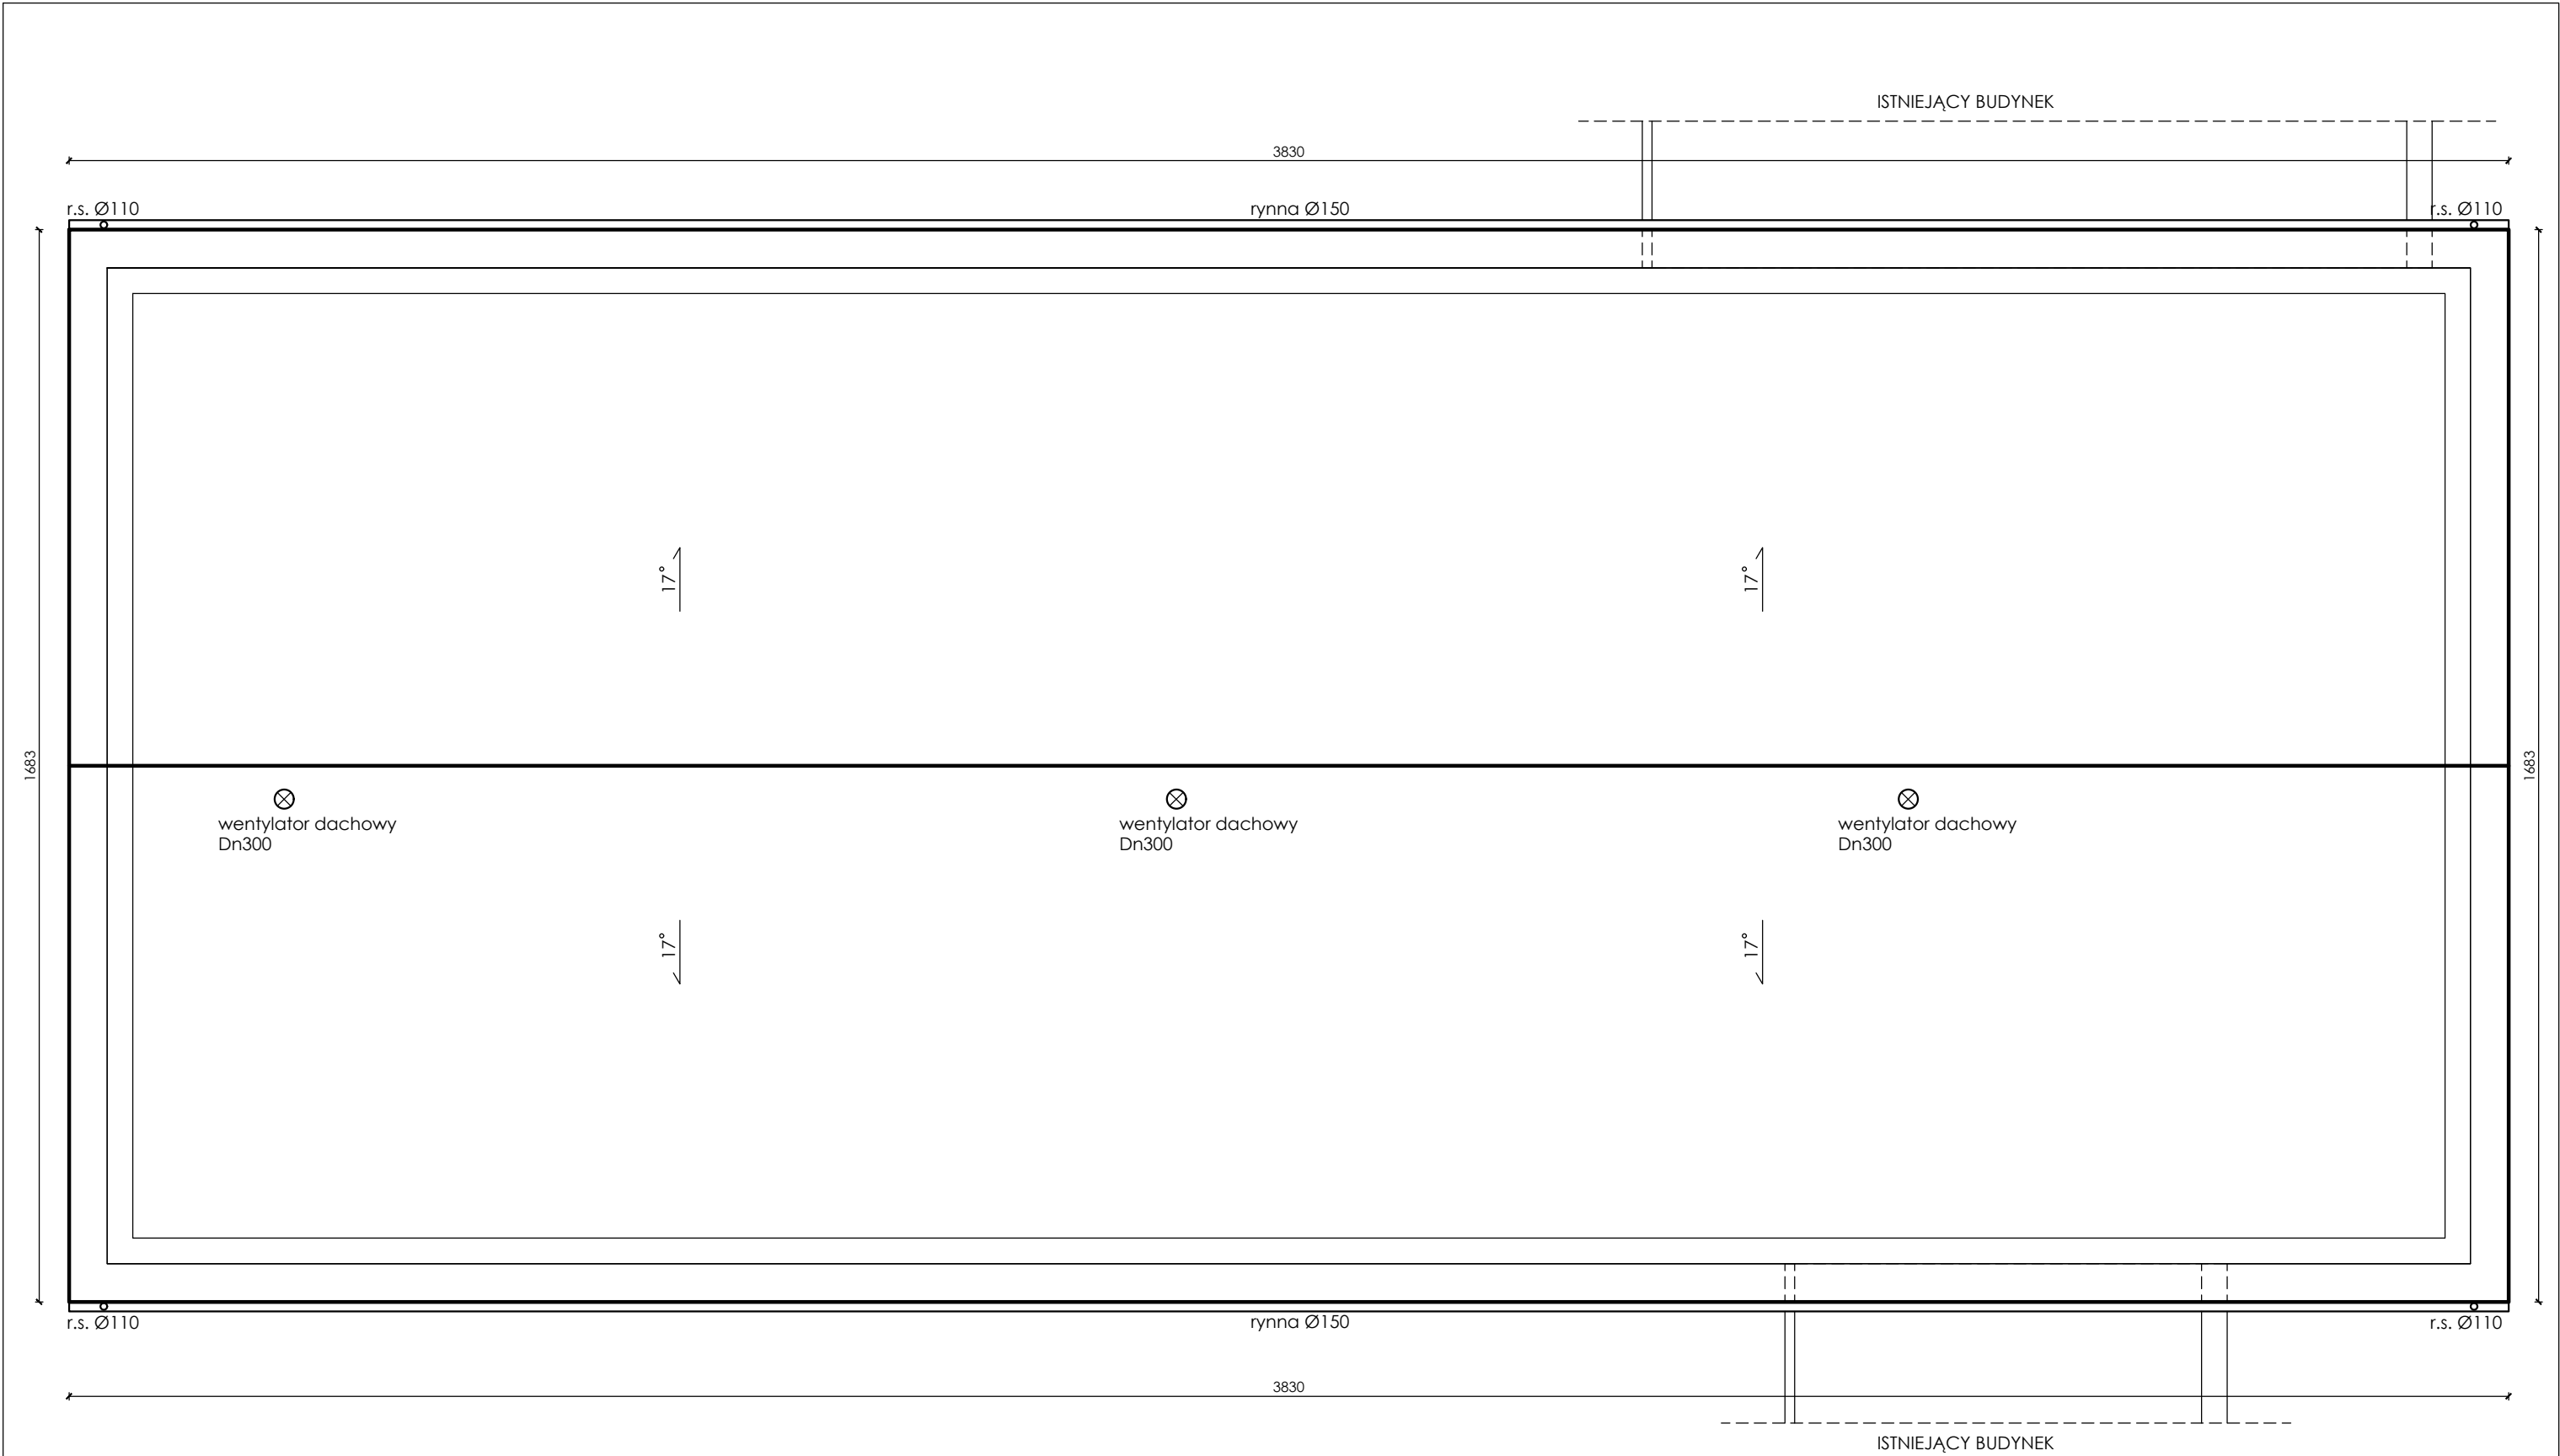 ISTNIEJĄCY BUDYNEK
3830
r.s. Ø110
rynna Ø150
r.s. Ø110
17°
17°
1683
1683
wentylator dachowy
Dn300
wentylator dachowy
Dn300
wentylator dachowy
Dn300
17°
17°
r.s. Ø110
rynna Ø150
r.s. Ø110
3830
ISTNIEJĄCY BUDYNEK